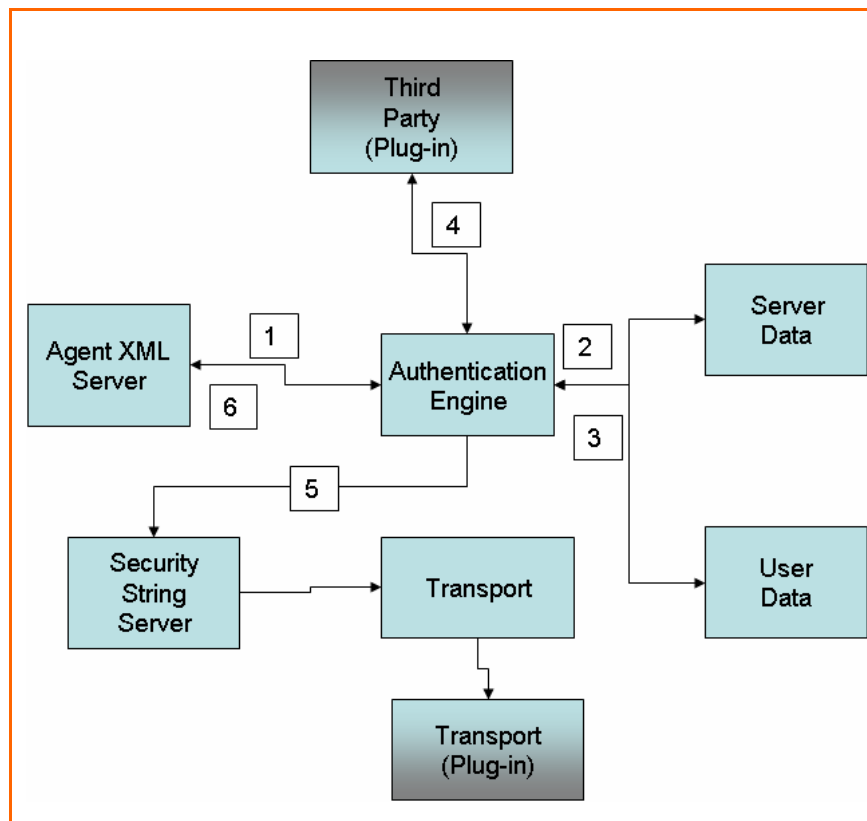 Third
Party
(Plug-in)
4
Server
Data
1
2
Agent XML
Server
Authentication
Engine
6
3
5
Security
String
Server
Transport
User
Data
Transport
(Plug-in)